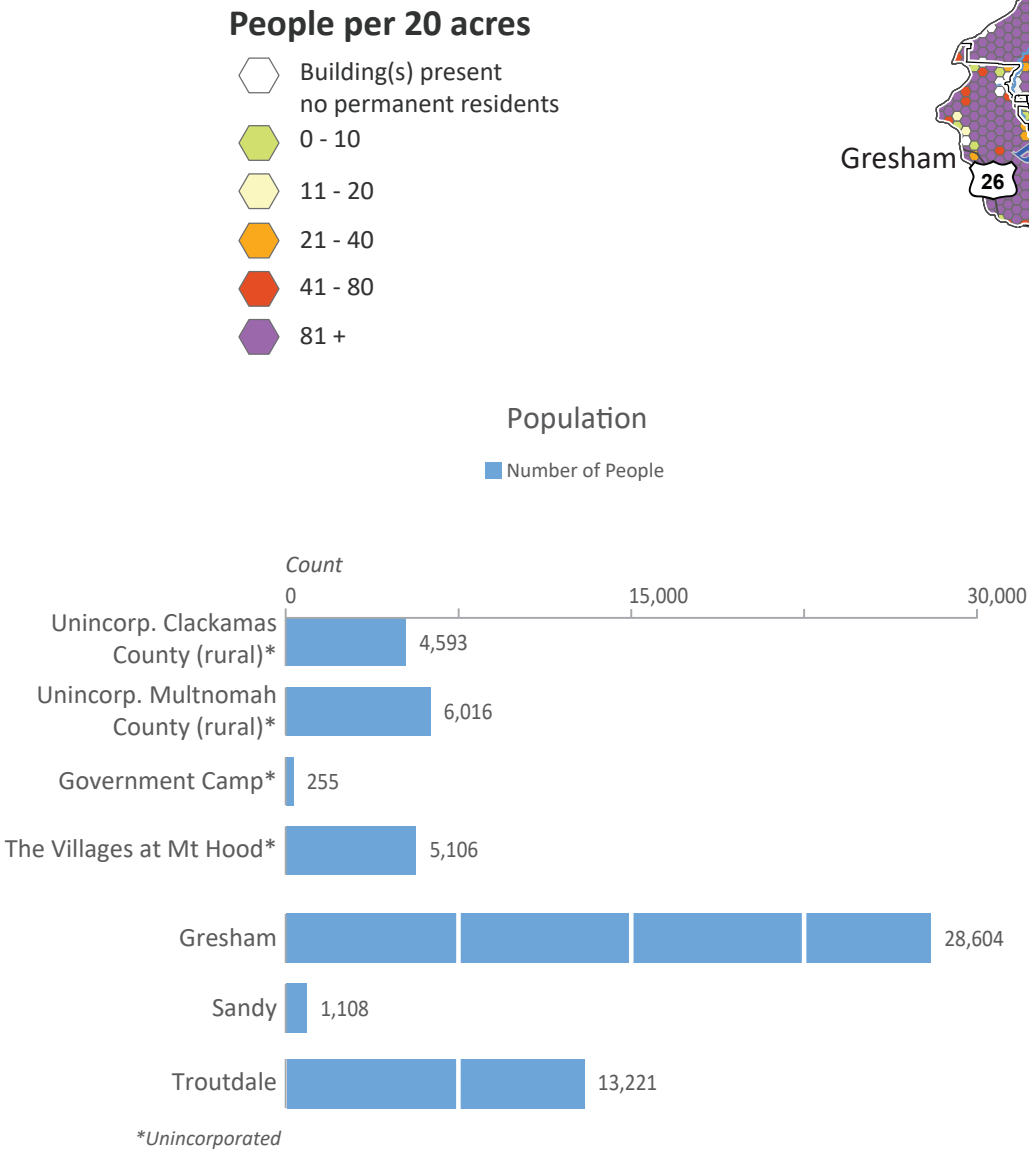 People per 20 acres
Building(s) present
no permanent residents
0 - 10
11 - 20
21 - 40
41 - 80
81 +
Gresham
26
Population
Number of People
Count
0 15,000 30,000
Unincorp. Clackamas
County (rural)*
4,593
Unincorp. Multnomah
County (rural)*
6,016
Government Camp* 255
The Villages at Mt Hood* 5,106
Gresham 28,604
Sandy 1,108
Troutdale 13,221
*Unincorporated